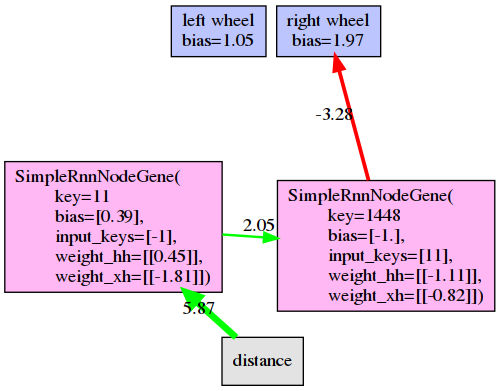 left wheel
bias=1.05
right wheel
bias=1.97
-3.28
SimpleRnnNodeGene(
key=11
bias=[0.39],
input_keys=[-1],
weight_hh=[[0.45]],
weight_xh=[[-1.81]])
2.05
SimpleRnnNodeGene(
key=1448
bias=[-1.],
input_keys=[11],
weight_hh=[[-1.11]],
weight_xh=[[-0.82]])
5.87
distance